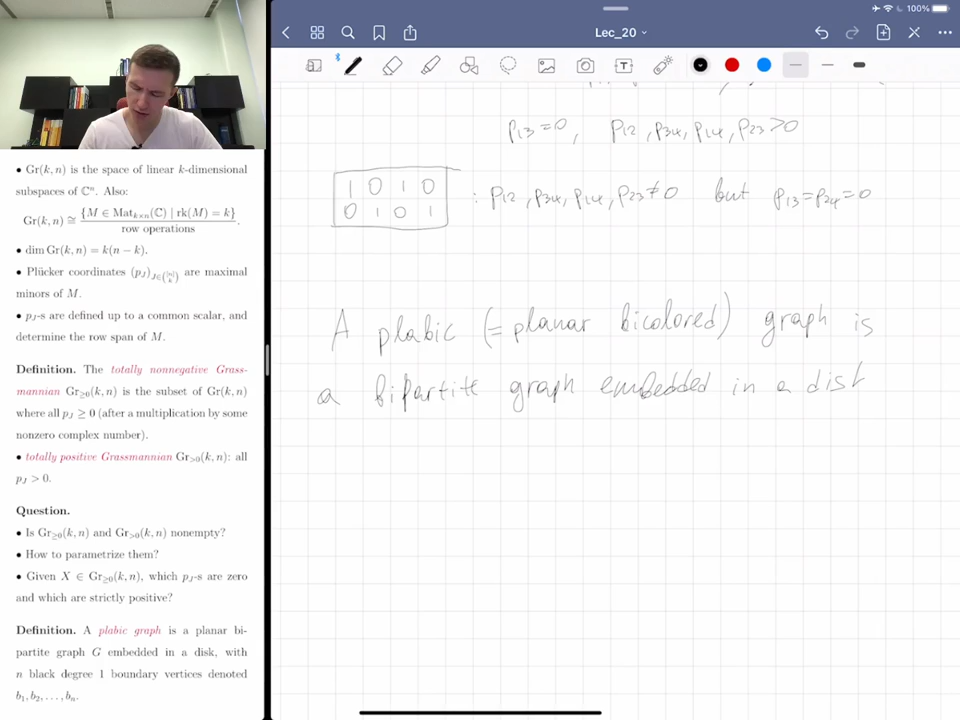 100%
Lec_20
p13=0, p12, p34, p14, p23>0
1 0 1 0
0 1 0 1
: p12, p34, p14, p23≠0 but p13=p24=0
A plabic (=planar bicolored) graph is
a bipartite graph embedded in a disk
• Gr(k, n) is the space of linear k-dimensional
subspaces of ℂⁿ. Also:
Gr(k, n) ≅ {M ∈ Mat_{k×n}(ℂ) | rk(M) = k} / row operations.
• dim Gr(k, n) = k(n − k).
• Plücker coordinates (p_J)_{J∈([n] k)} are maximal
minors of M.
• p_J-s are defined up to a common scalar, and
determine the row span of M.
Definition. The totally nonnegative Grass-
mannian Gr≥0(k, n) is the subset of Gr(k, n)
where all p_J ≥ 0 (after a multiplication by some
nonzero complex number).
• totally positive Grassmannian Gr>0(k, n): all
p_J > 0.
Question.
• Is Gr≥0(k, n) and Gr>0(k, n) nonempty?
• How to parametrize them?
• Given X ∈ Gr≥0(k, n), which p_J-s are zero
and which are strictly positive?
Definition. A plabic graph is a planar bi-
partite graph G embedded in a disk, with
n black degree 1 boundary vertices denoted
b1, b2, . . . , bn.